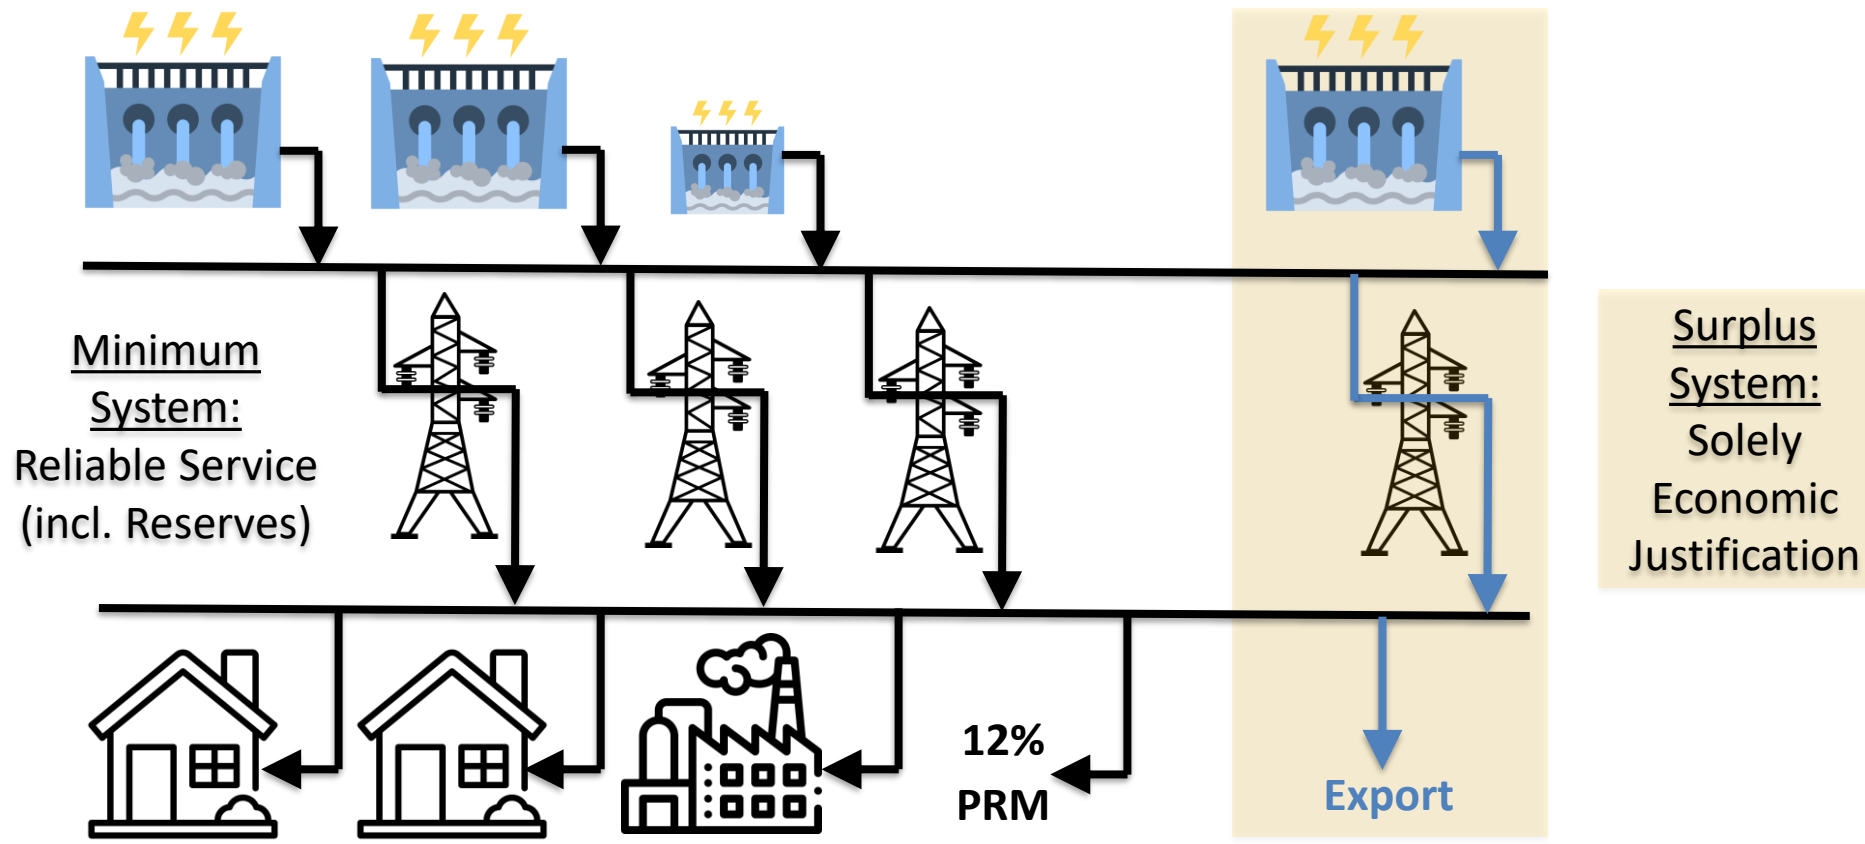 Minimum
System:
Reliable Service
(incl. Reserves)
Surplus
System:
Solely
Economic
Justification
12%
PRM
Export